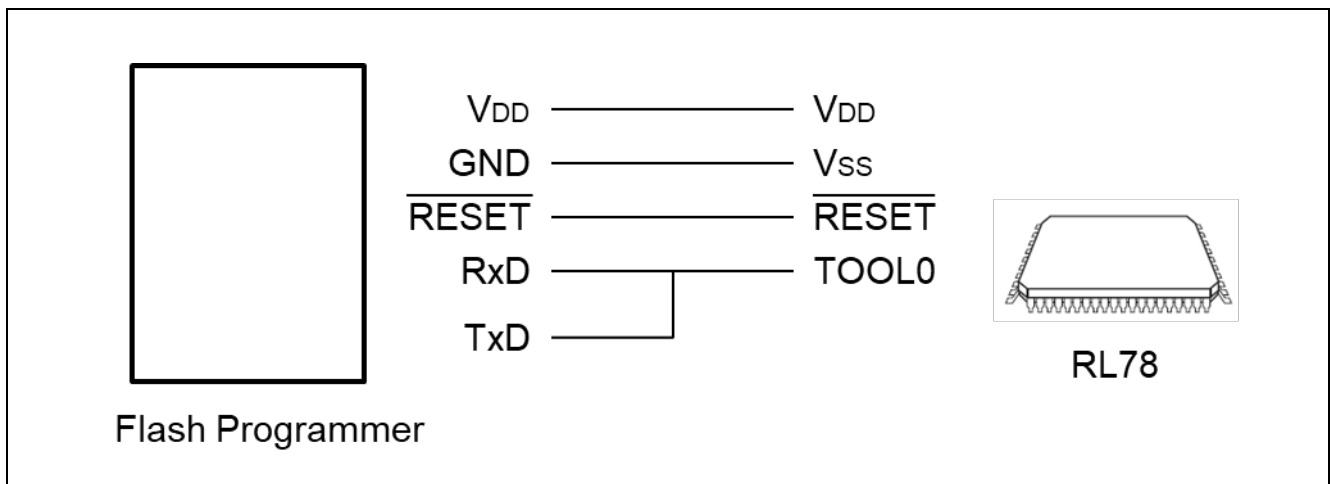 VDD VDD
GND VSS
RESET RESET
RxD TOOL0
TxD
RL78
Flash Programmer